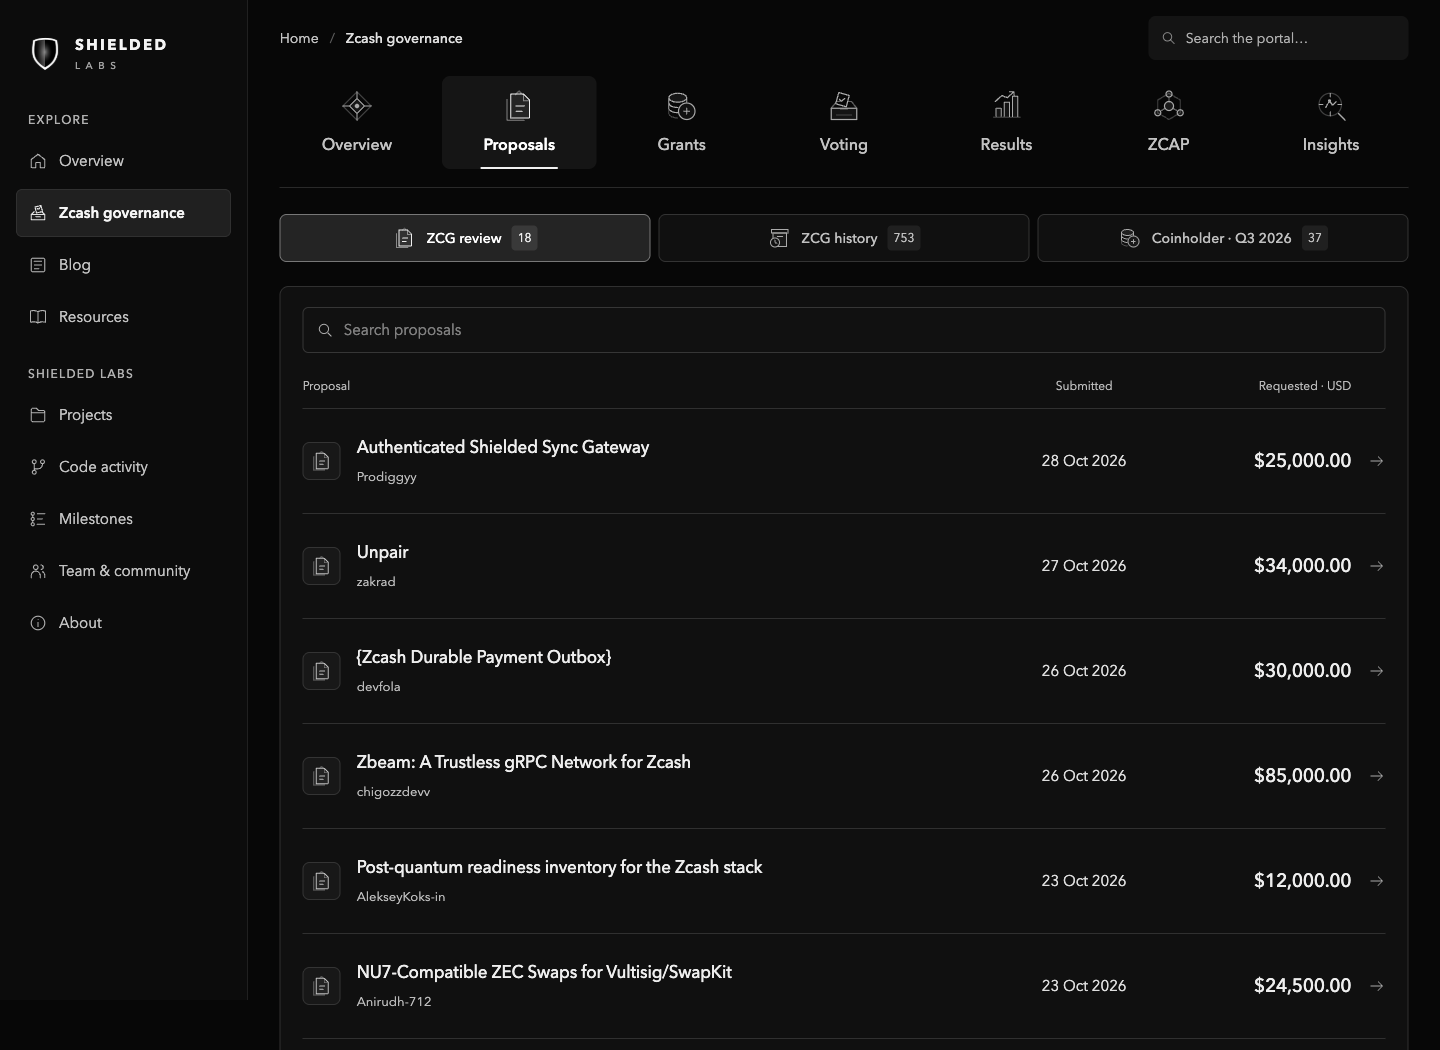 SHIELDED
LABS
EXPLORE
Overview
Zcash governance
Blog
Resources
SHIELDED LABS
Projects
Code activity
Milestones
Team & community
About
Home / Zcash governance
Search the portal...
Overview
Proposals
Grants
Voting
Results
ZCAP
Insights
ZCG review 18
ZCG history 753
Coinholder · Q3 2026 37
Search proposals
Proposal Submitted Requested · USD
Authenticated Shielded Sync Gateway
Prodiggyy
28 Oct 2026 $25,000.00 →
Unpair
zakrad
27 Oct 2026 $34,000.00 →
{Zcash Durable Payment Outbox}
devfola
26 Oct 2026 $30,000.00 →
Zbeam: A Trustless gRPC Network for Zcash
chigozzdevv
26 Oct 2026 $85,000.00 →
Post-quantum readiness inventory for the Zcash stack
AlekseyKoks-in
23 Oct 2026 $12,000.00 →
NU7-Compatible ZEC Swaps for Vultisig/SwapKit
Anirudh-712
23 Oct 2026 $24,500.00 →